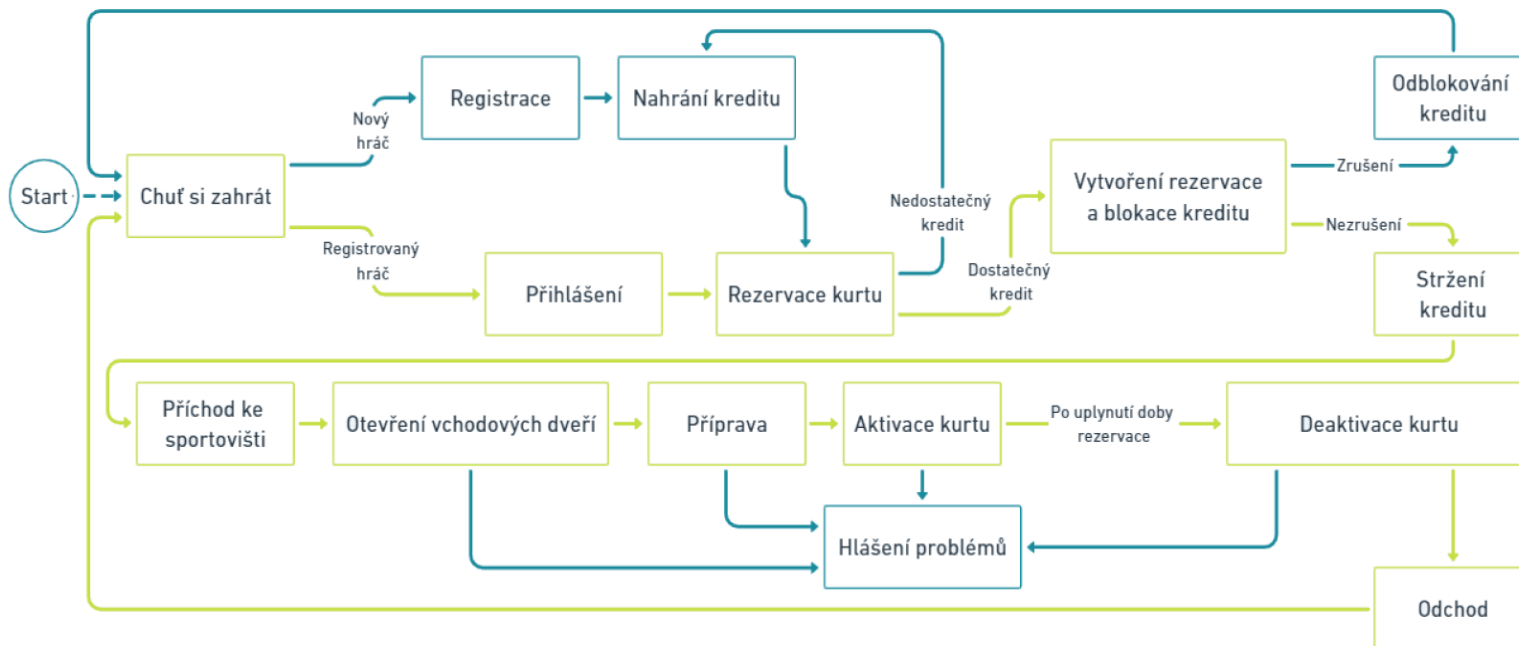 Start
Chuť si zahrát
Nový
hráč
Registrace
Nahrání kreditu
Registrovaný
hráč
Přihlášení
Rezervace kurtu
Nedostatečný
kredit
Dostatečný
kredit
Vytvoření rezervace
a blokace kreditu
Zrušení
Odblokování
kreditu
Nezrušení
Stržení
kreditu
Příchod ke
sportovišti
Otevření vchodových dveří
Příprava
Aktivace kurtu
Po uplynutí doby
rezervace
Deaktivace kurtu
Hlášení problémů
Odchod